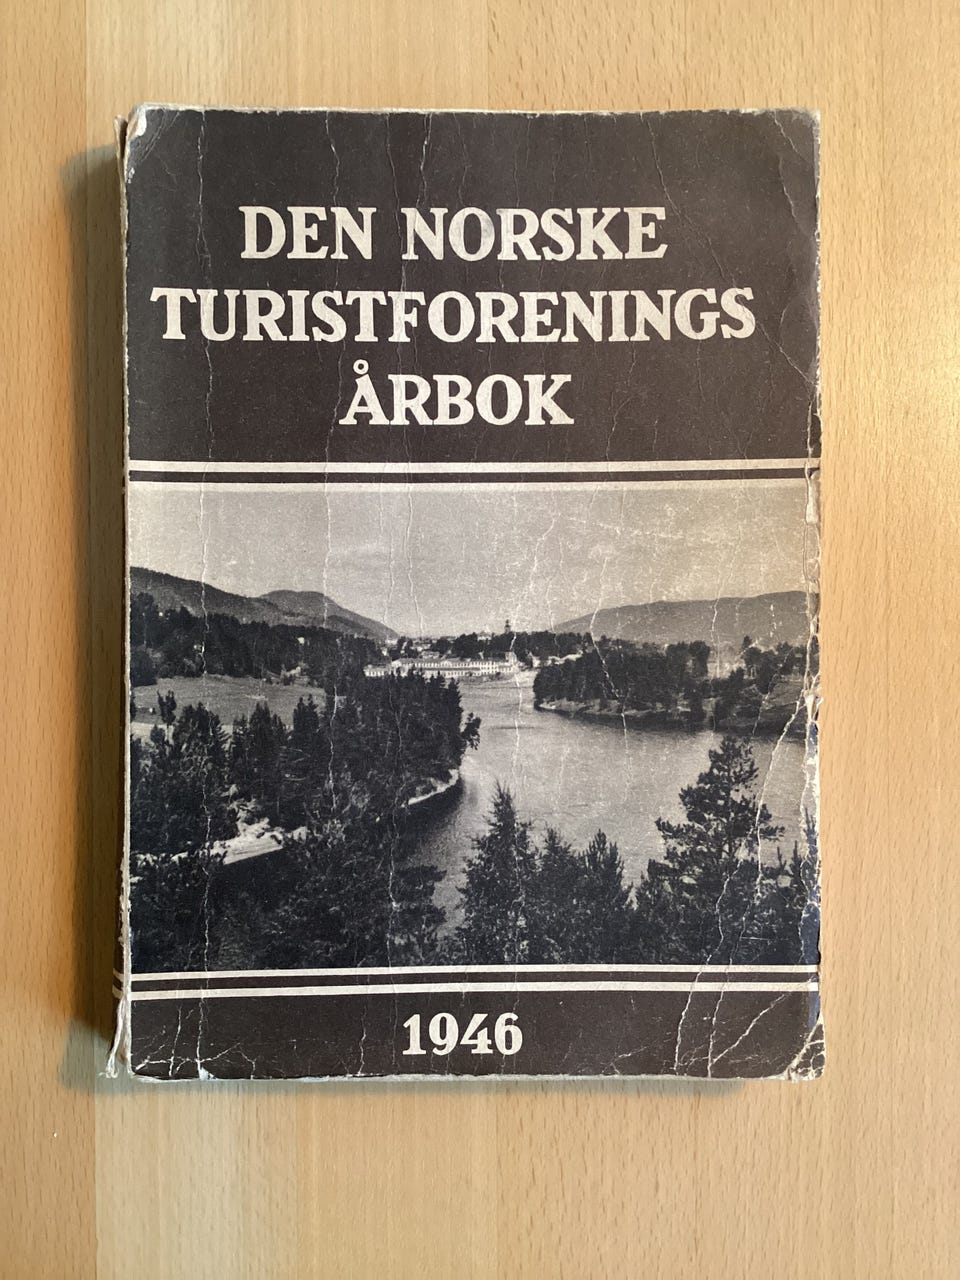 DEN NORSKE
TURISTFORENINGS
ÅRBOK
1946